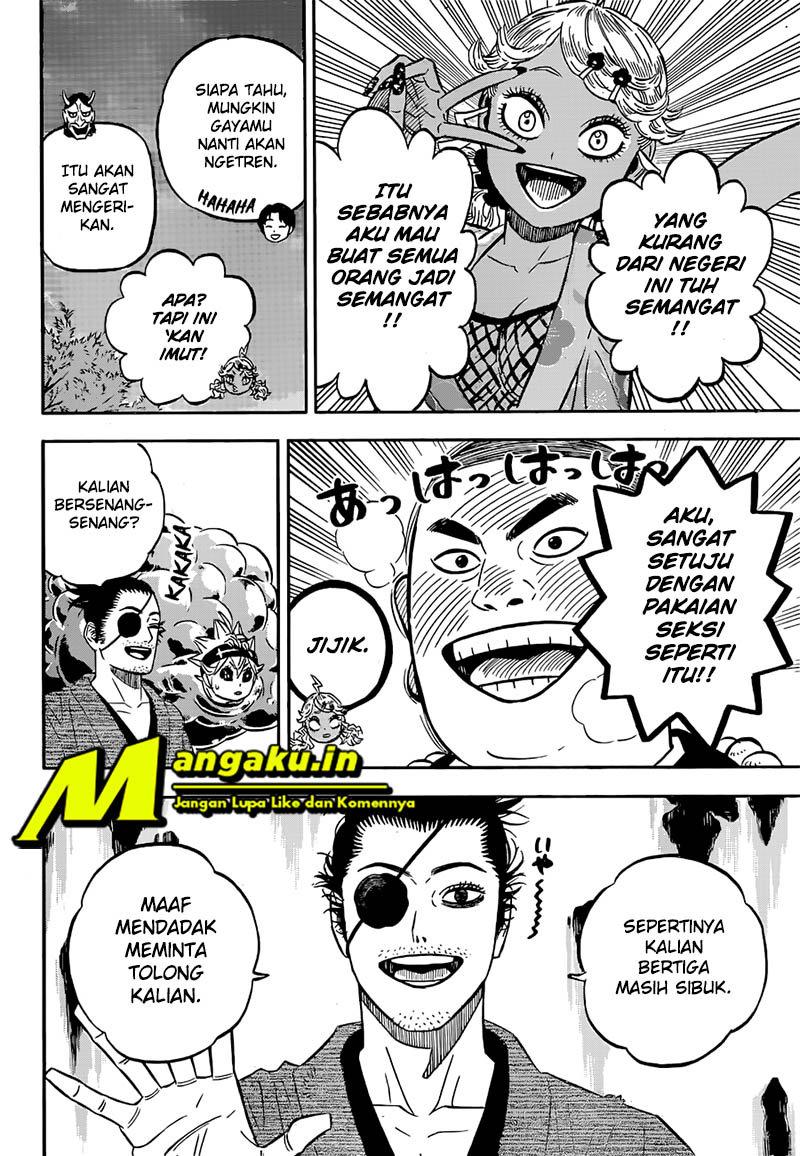 YANG
KURANG
DARI NEGERI
INI TUH
SEMANGAT
!!
ITU
SEBABNYA
AKU MAU
BUAT SEMUA
ORANG JADI
SEMANGAT
!!
SIAPA TAHU,
MUNGKIN
GAYAMU
NANTI AKAN
NGETREN.
HAHAHA
ITU AKAN
SANGAT
MENGERI-
KAN.
APA?
TAPI INI
'KAN
IMUT!
AKU,
SANGAT
SETUJU
DENGAN
PAKAIAN
SEKSI
SEPERTI
ITU!!
あっはっはっはっ
JIJIK.
KALIAN
BERSENANG-
SENANG?
KAKAKA
Mangaku.in
Jangan Lupa Like dan Komennya
SEPERTINYA
KALIAN
BERTIGA
MASIH SIBUK.
いや〜
MAAF
MENDADAK
MEMINTA
TOLONG
KALIAN.